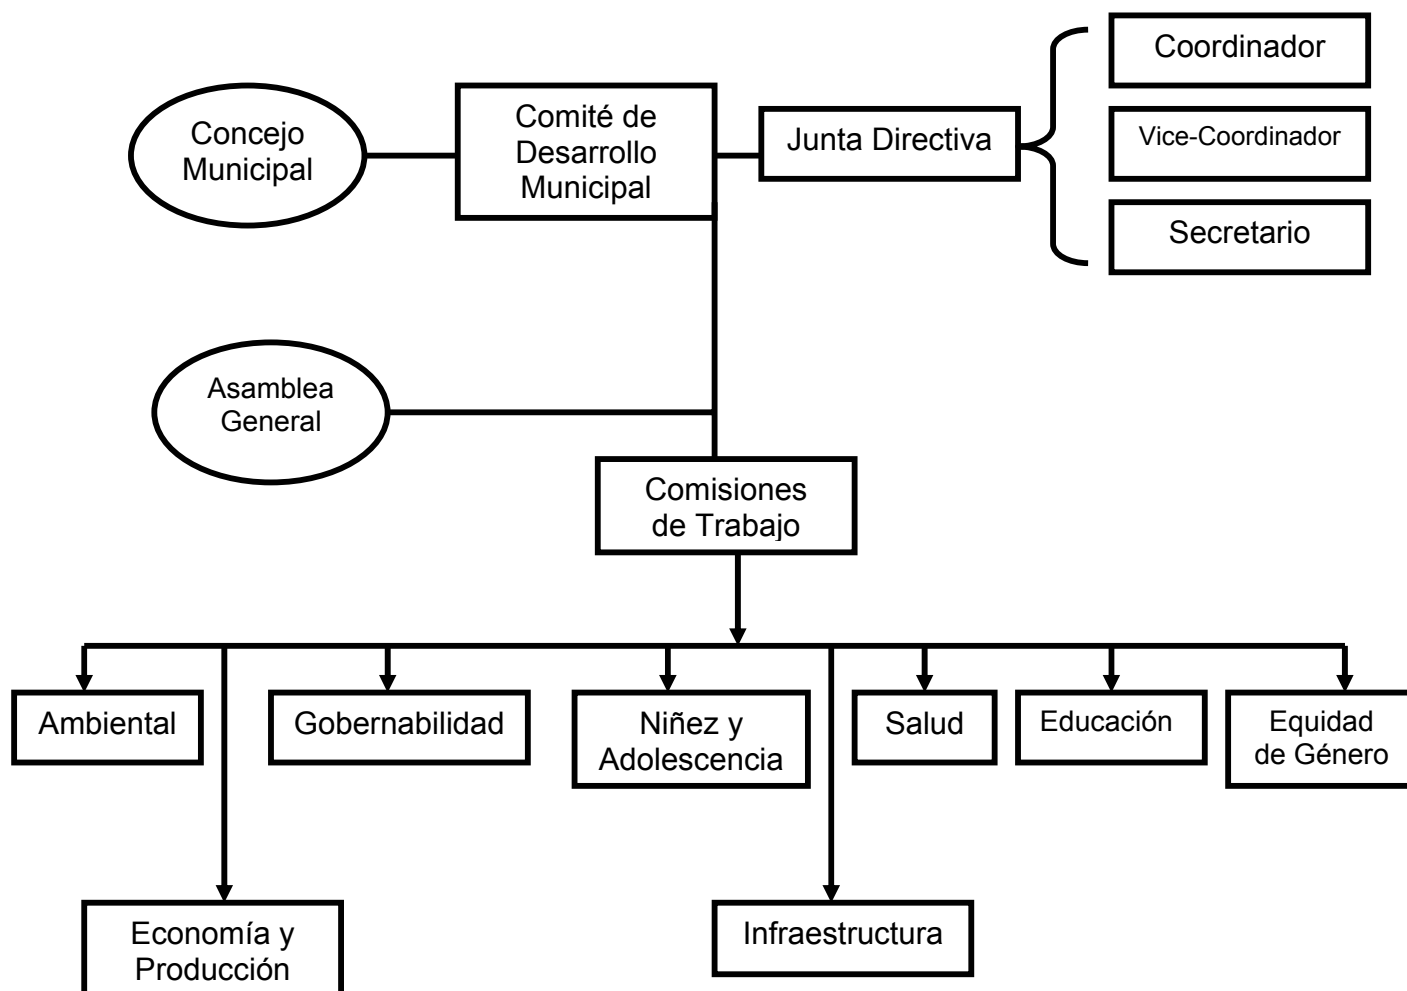 Concejo
Municipal
Comité de
Desarrollo
Municipal
Junta Directiva
Coordinador
Vice-Coordinador
Secretario
Asamblea
General
Comisiones
de Trabajo
Ambiental
Gobernabilidad
Niñez y
Adolescencia
Salud
Educación
Equidad
de Género
Economía y
Producción
Infraestructura